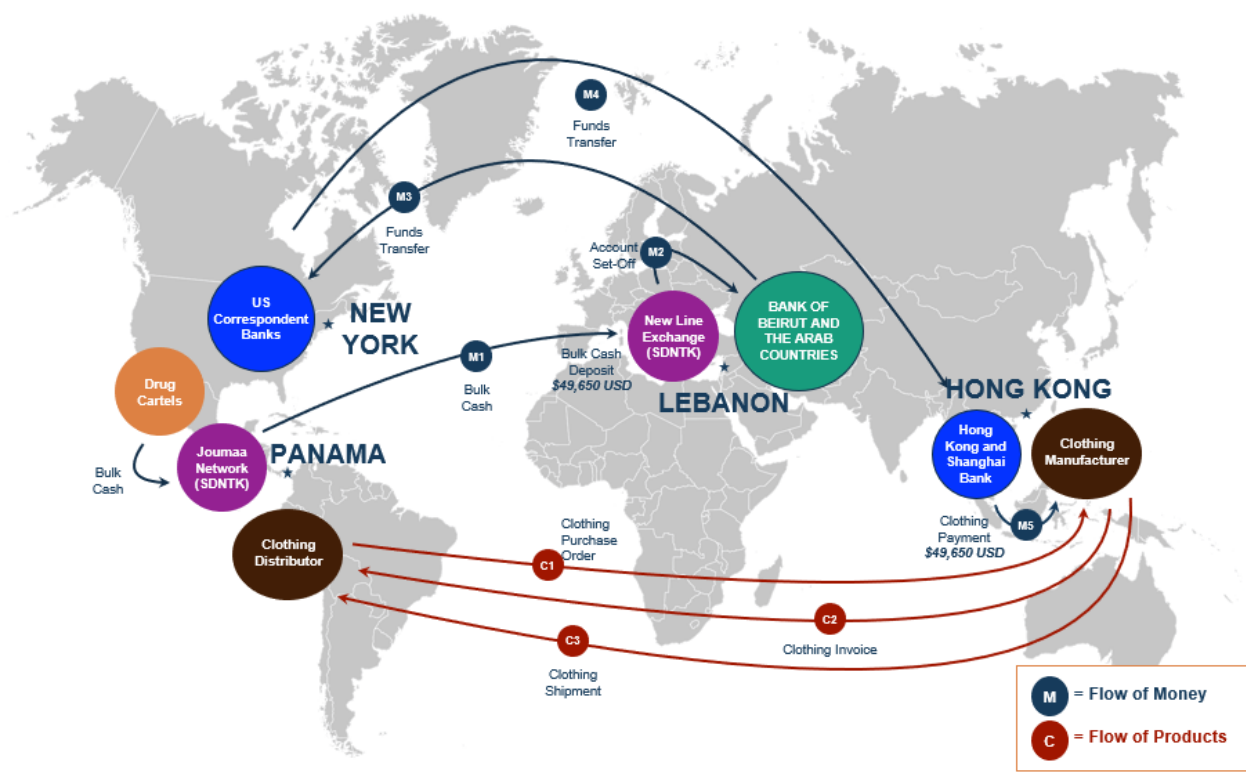 M4
Funds
Transfer
M3
Funds
Transfer
Account
Set-Off
M2
US
Correspondent
Banks
NEW
YORK
New Line
Exchange
(SDNTK)
BANK OF
BEIRUT AND
THE ARAB
COUNTRIES
M1
Bulk
Cash
Bulk Cash
Deposit
$49,650 USD
LEBANON
Drug
Cartels
Bulk
Cash
Joumaa
Network
(SDNTK)
PANAMA
HONG KONG
Hong
Kong and
Shanghai
Bank
Clothing
Manufacturer
M5
Clothing
Payment
$49,650 USD
Clothing
Distributor
Clothing
Purchase
Order
C1
C2
Clothing Invoice
C3
Clothing
Shipment
M = Flow of Money
C = Flow of Products